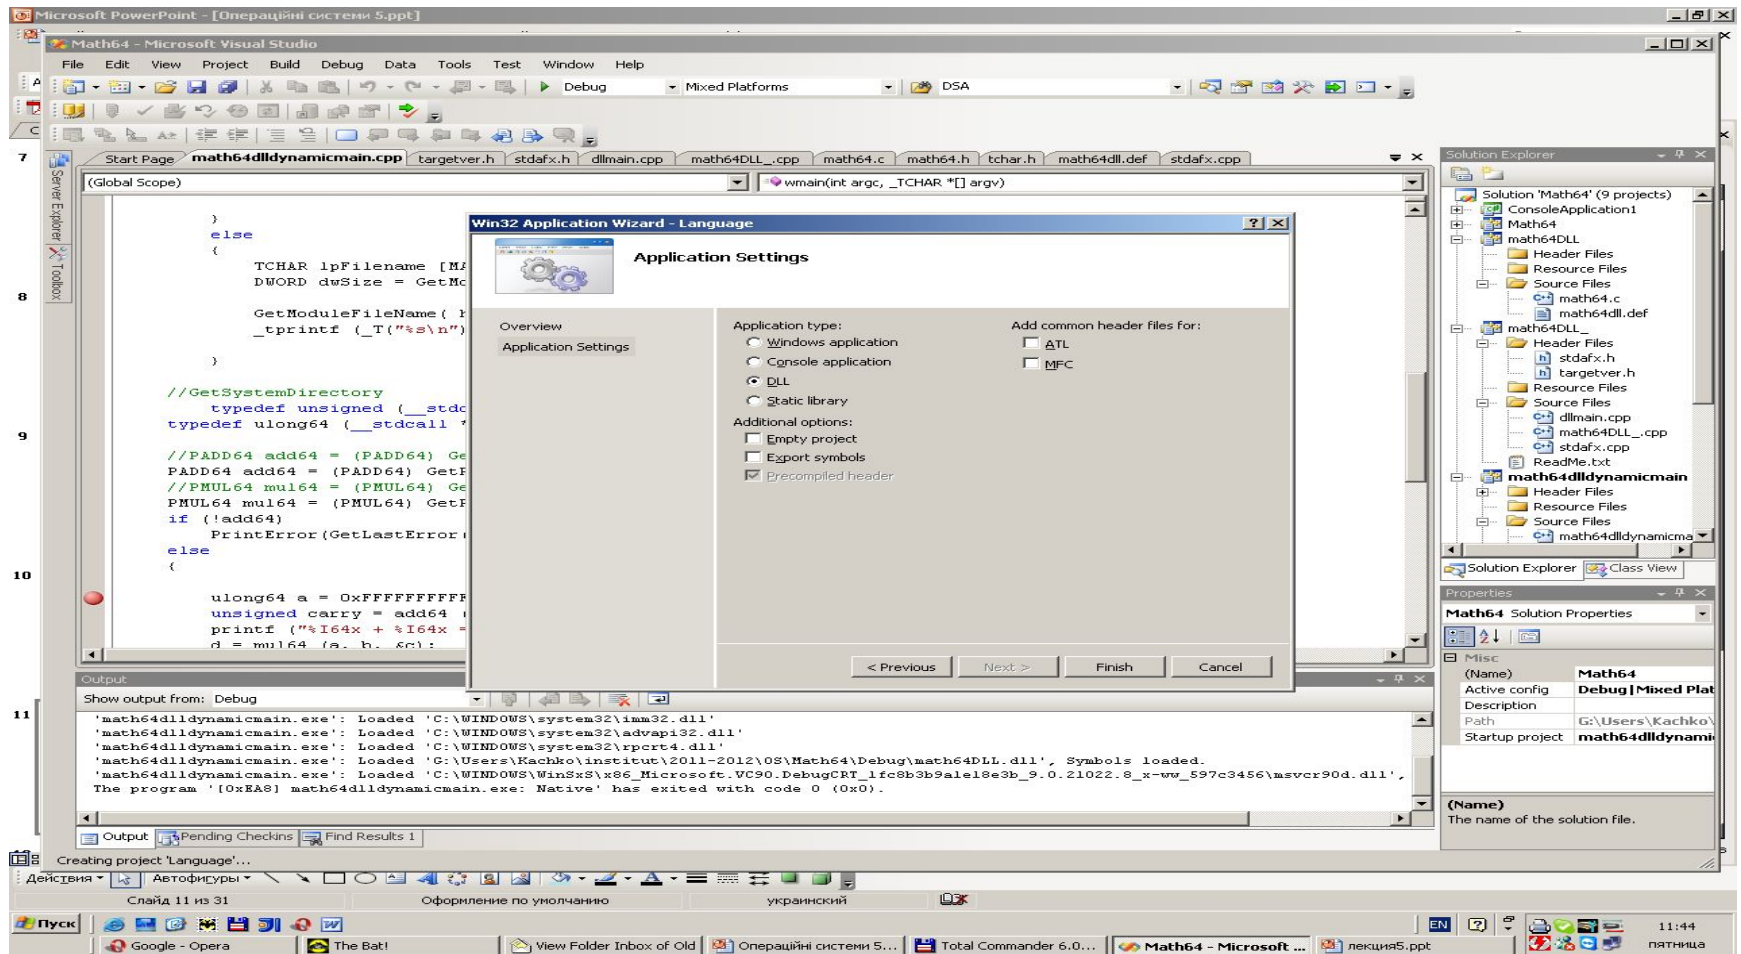 Microsoft PowerPoint - [Операційні системи 5.ppt]
Math64 - Microsoft Visual Studio
File Edit View Project Build Debug Data Tools Test Window Help
Debug Mixed Platforms DSA
Start Page math64dlldynamicmain.cpp targetver.h stdafx.h dllmain.cpp math64DLL_.cpp math64.c math64.h tchar.h math64dll.def stdafx.cpp
(Global Scope) wmain(int argc, _TCHAR *[] argv)
Server Explorer
Toolbox
7
8
9
10
11
}
else
{
TCHAR lpFilename [MA
DWORD dwSize = GetMo
GetModuleFileName(
_tprintf (_T("%s\n")
}
//GetSystemDirectory
typedef unsigned (__stdc
typedef ulong64 (__stdcall
//PADD64 add64 = (PADD64) Ge
PADD64 add64 = (PADD64) GetP
//PMUL64 mul64 = (PMUL64) Ge
PMUL64 mul64 = (PMUL64) GetP
if (!add64)
PrintError(GetLastError
else
{
ulong64 a = 0xFFFFFFFFFF
unsigned carry = add64
printf ("%I64x + %I64x =
d = mul64 (a, b, &c);
Win32 Application Wizard - Language
Application Settings
Overview
Application Settings
Application type:
Windows application
Console application
DLL
Static library
Additional options:
Empty project
Export symbols
Precompiled header
Add common header files for:
ATL
MFC
< Previous Next > Finish Cancel
Solution Explorer
Solution 'Math64' (9 projects)
ConsoleApplication1
Math64
math64DLL
Header Files
Resource Files
Source Files
math64.c
math64dll.def
math64DLL_
Header Files
stdafx.h
targetver.h
Resource Files
Source Files
dllmain.cpp
math64DLL_.cpp
stdafx.cpp
ReadMe.txt
math64dlldynamicmain
Header Files
Resource Files
Source Files
math64dlldynamicma
Solution Explorer Class View
Properties
Math64 Solution Properties
Misc
(Name) Math64
Active config Debug|Mixed Plat
Description
Path G:\Users\Kachko\
Startup project math64dlldynami
(Name)
The name of the solution file.
Output
Show output from: Debug
'math64dlldynamicmain.exe': Loaded 'C:\WINDOWS\system32\imm32.dll'
'math64dlldynamicmain.exe': Loaded 'C:\WINDOWS\system32\advapi32.dll'
'math64dlldynamicmain.exe': Loaded 'C:\WINDOWS\system32\rpcrt4.dll'
'math64dlldynamicmain.exe': Loaded 'G:\Users\Kachko\institut\2011-2012\OS\Math64\Debug\math64DLL.dll', Symbols loaded.
'math64dlldynamicmain.exe': Loaded 'C:\WINDOWS\WinSxS\x86_Microsoft.VC90.DebugCRT_1fc8b3b9a1e18e3b_9.0.21022.8_x-ww_597c3456\msvcr90d.dll',
The program '[0xEA8] math64dlldynamicmain.exe: Native' has exited with code 0 (0x0).
Output Pending Checkins Find Results 1
Creating project 'Language'...
Действия Автофигуры
Слайд 11 из 31 Оформление по умолчанию украинский
Пуск EN 11:44
Google - Opera The Bat! View Folder Inbox of Old Операційні системи 5... Total Commander 6.0... Math64 - Microsoft ... лекция5.ppt пятница